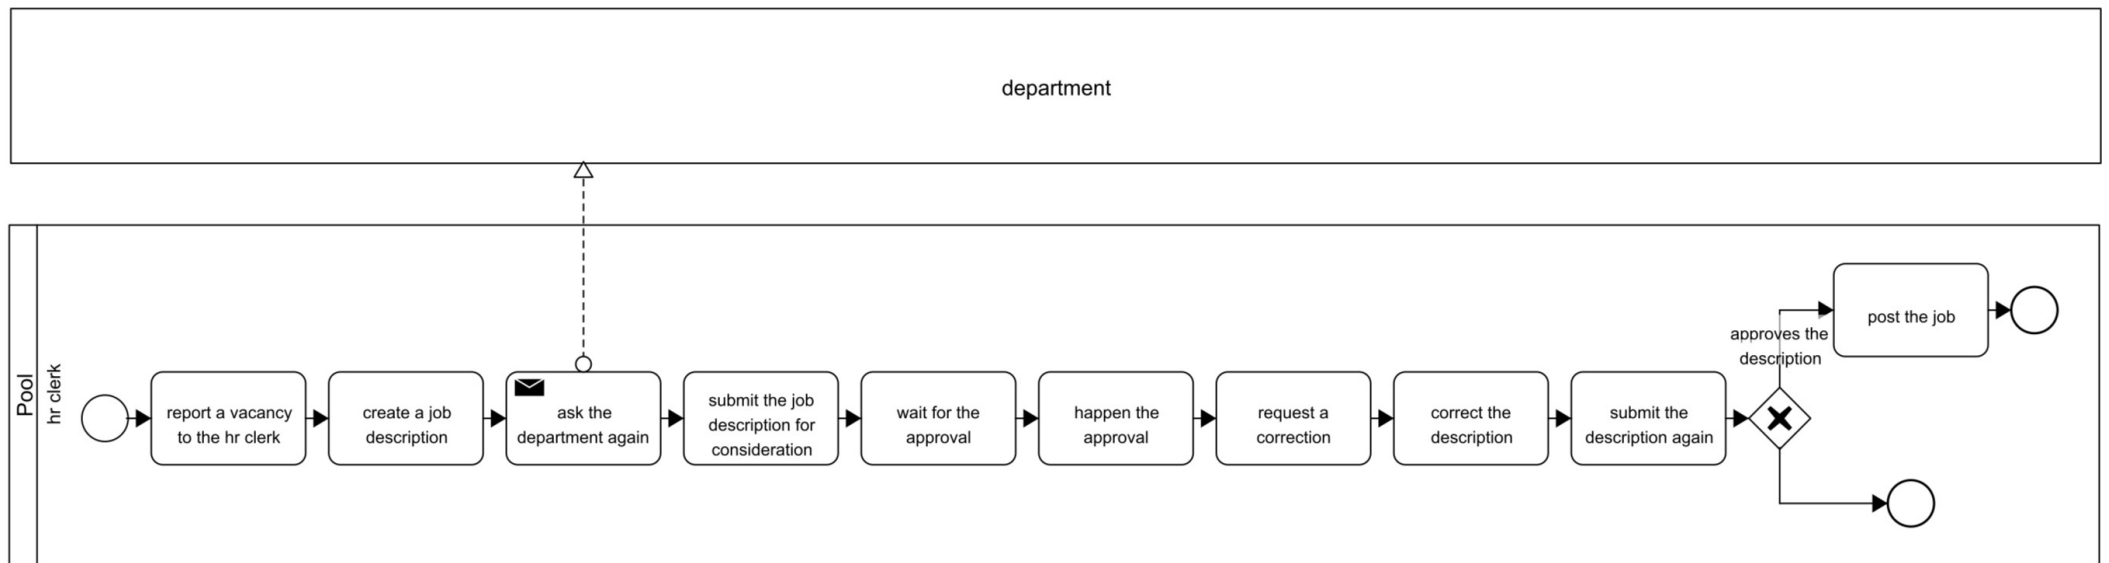 department
Pool
hr clerk
report a vacancy
to the hr clerk
create a job
description
ask the
department again
submit the job
description for
consideration
wait for the
approval
happen the
approval
request a
correction
correct the
description
submit the
description again
approves the
description
post the job